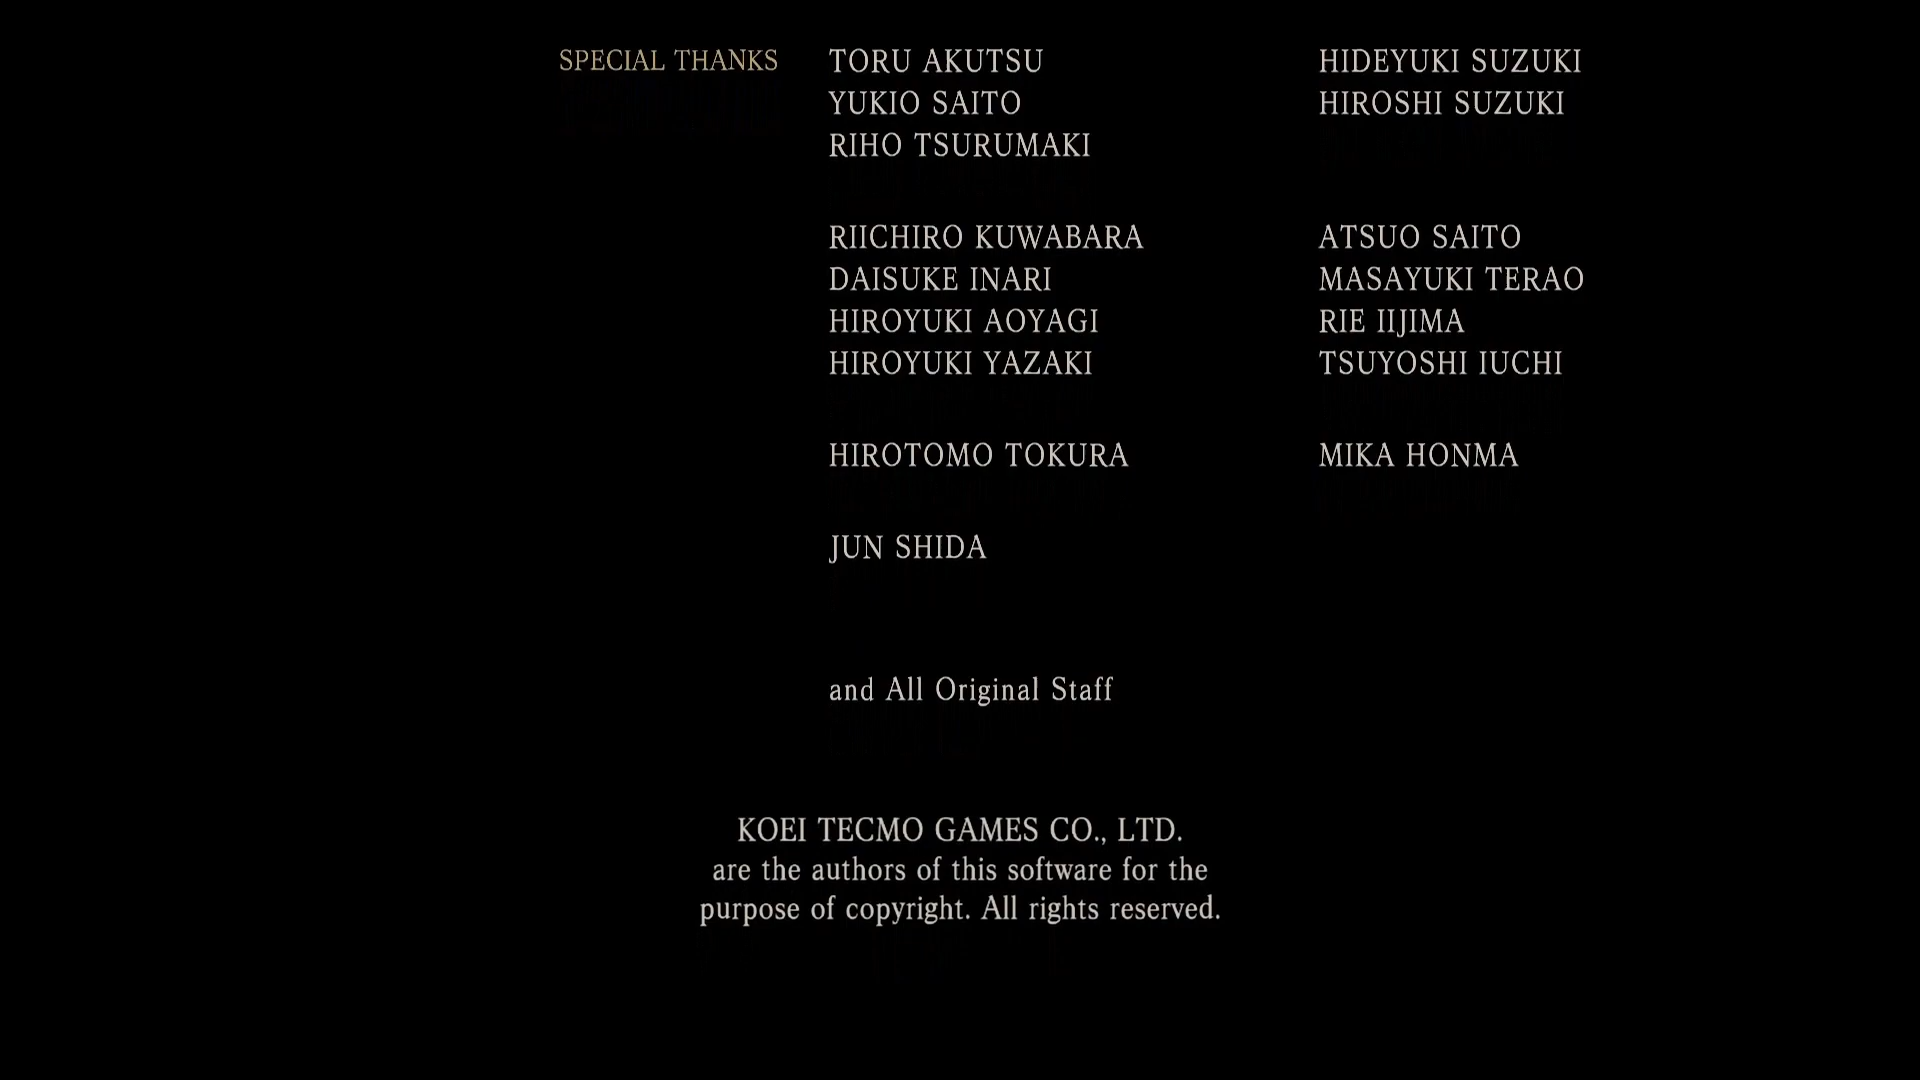 SPECIAL THANKS TORU AKUTSU HIDEYUKI SUZUKI
YUKIO SAITO HIROSHI SUZUKI
RIHO TSURUMAKI
RIICHIRO KUWABARA ATSUO SAITO
DAISUKE INARI MASAYUKI TERAO
HIROYUKI AOYAGI RIE IIJIMA
HIROYUKI YAZAKI TSUYOSHI IUCHI
HIROTOMO TOKURA MIKA HONMA
JUN SHIDA
and All Original Staff
KOEI TECMO GAMES CO., LTD.
are the authors of this software for the
purpose of copyright. All rights reserved.